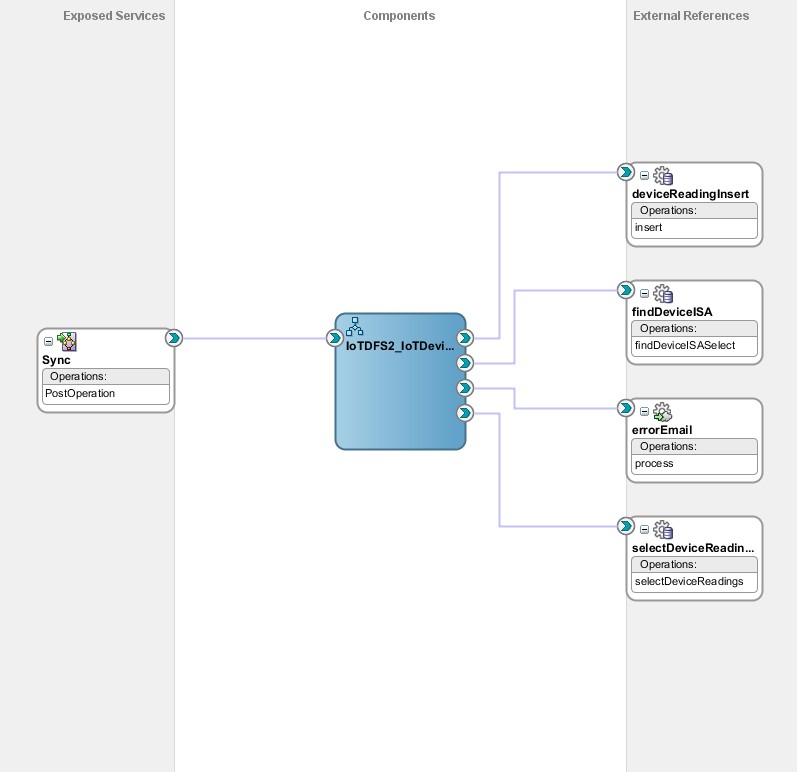 Exposed Services
Components
External References
Sync
Operations:
PostOperation
IoTDFS2_IoTDevi...
deviceReadingInsert
Operations:
insert
findDeviceISA
Operations:
findDeviceISASelect
errorEmail
Operations:
process
selectDeviceReadin...
Operations:
selectDeviceReadings